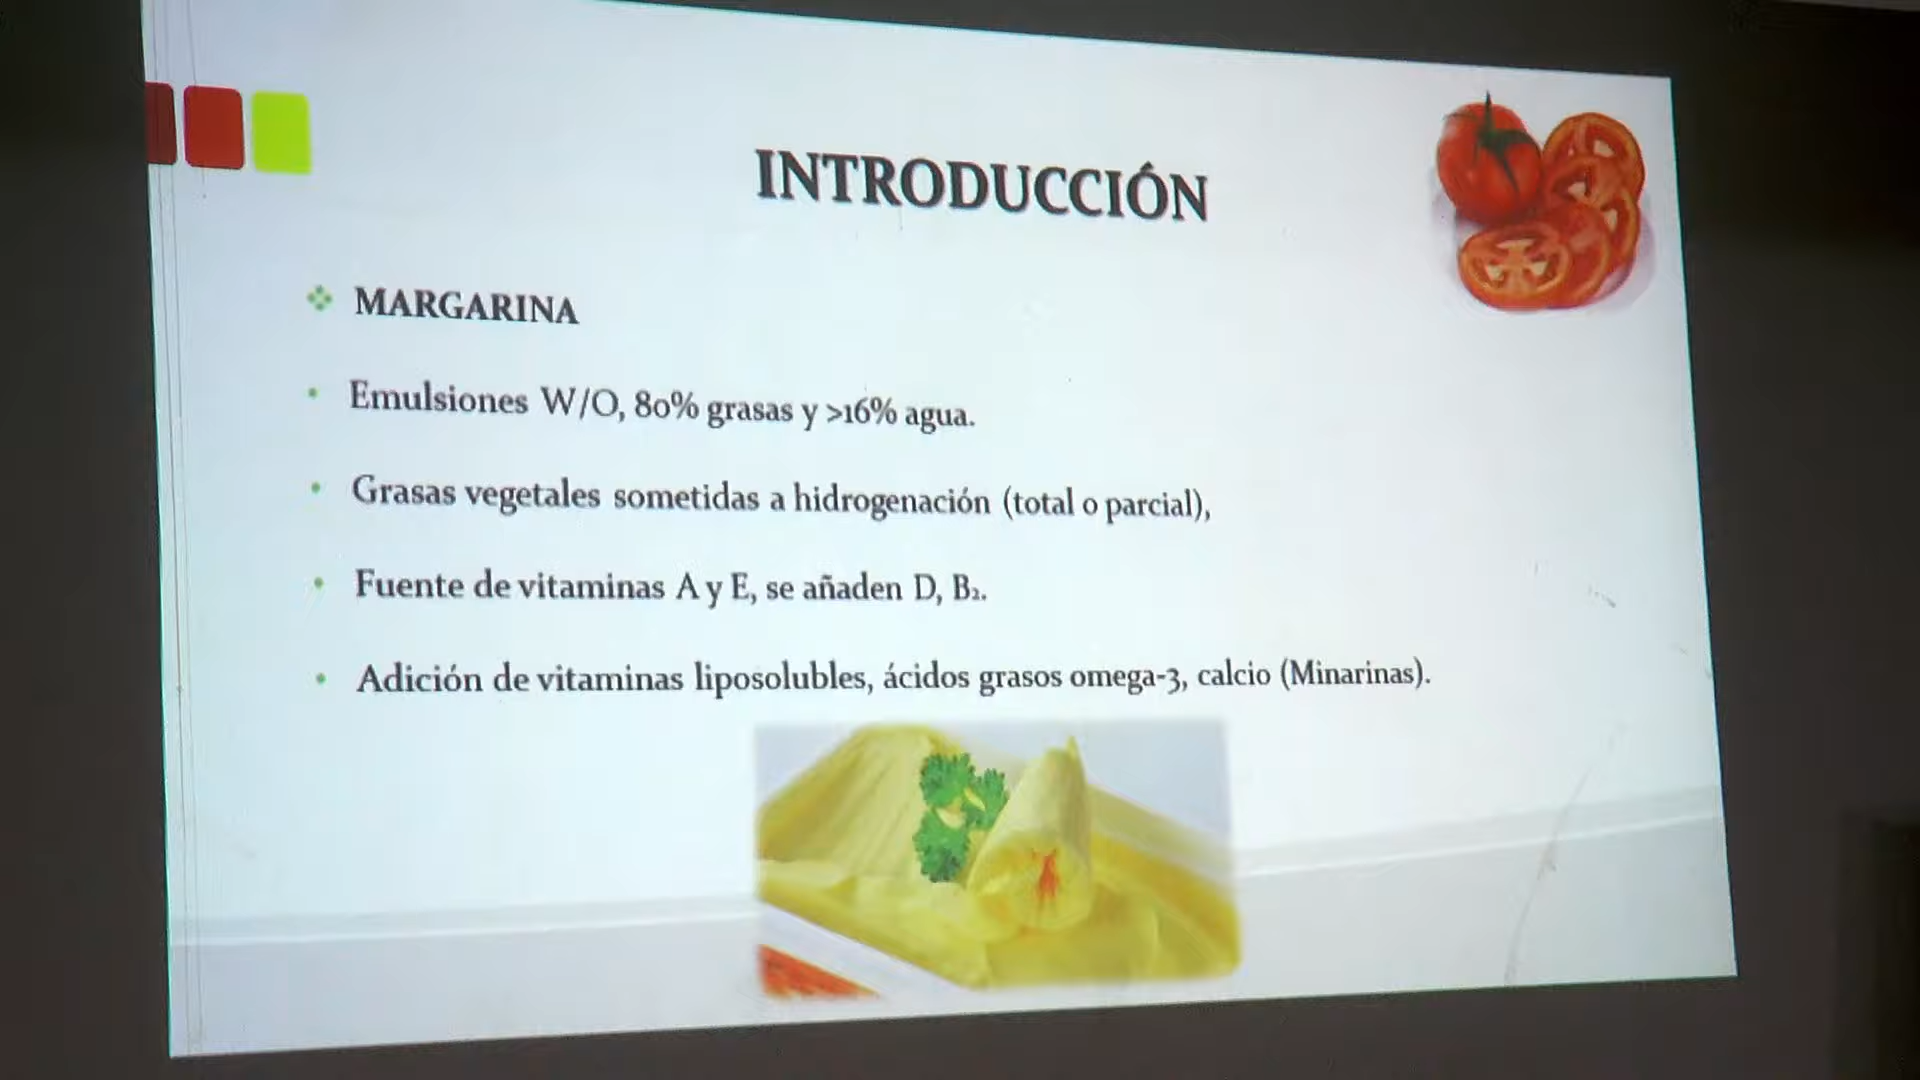 INTRODUCCIÓN
MARGARINA
Emulsiones W/O, 80% grasas y >16% agua.
Grasas vegetales sometidas a hidrogenación (total o parcial),
Fuente de vitaminas A y E, se añaden D, B2.
Adición de vitaminas liposolubles, ácidos grasos omega-3, calcio (Minarinas).